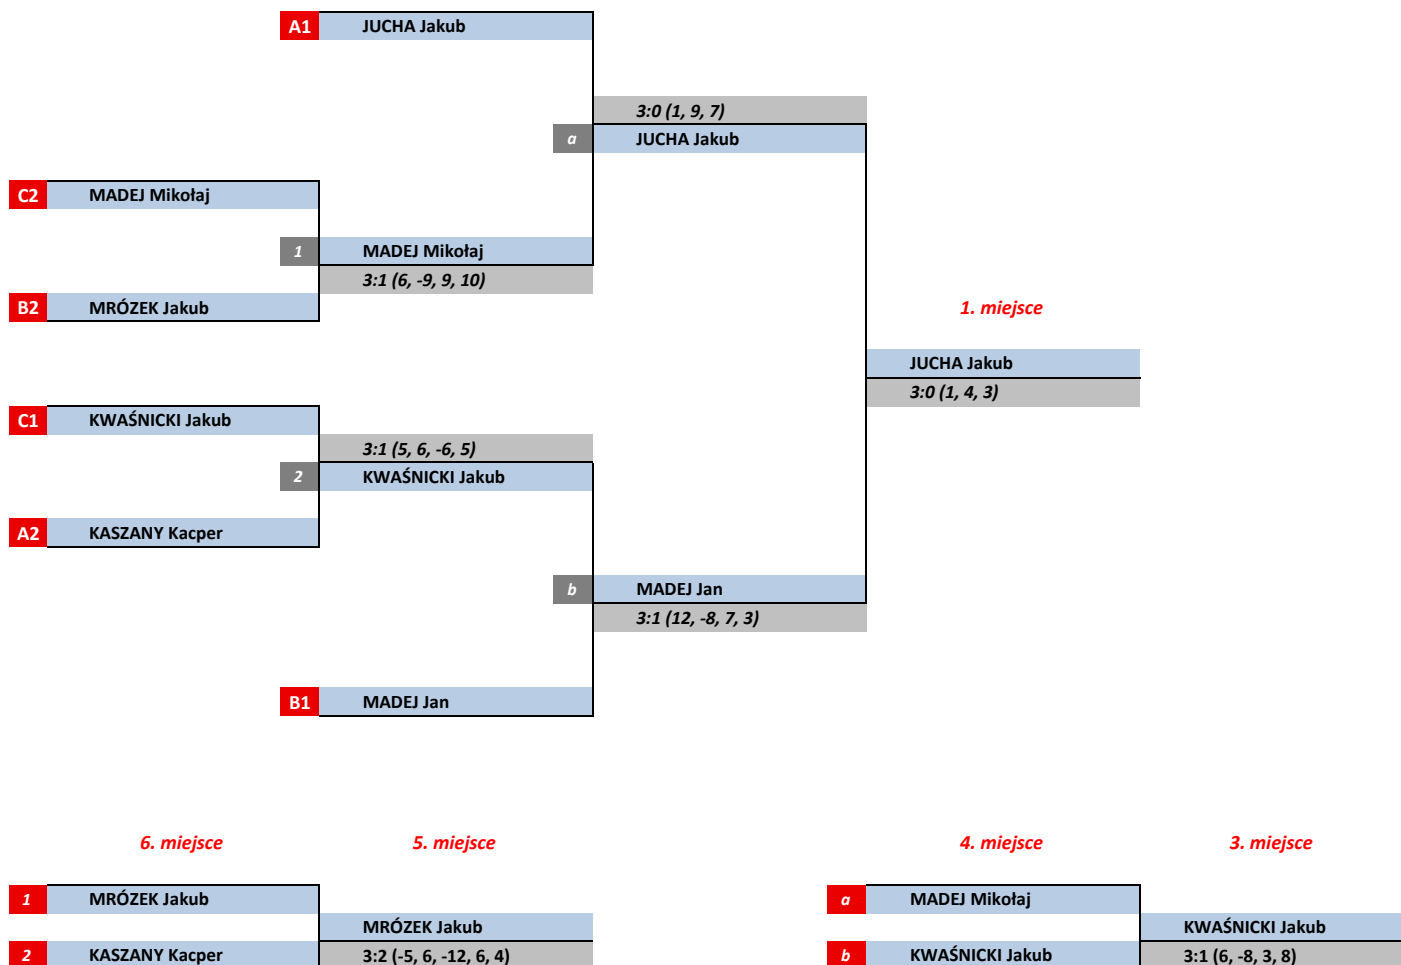 A1 JUCHA Jakub
3:0 (1, 9, 7)
a JUCHA Jakub
C2 MADEJ Mikołaj
1 MADEJ Mikołaj
3:1 (6, -9, 9, 10)
B2 MRÓZEK Jakub
1. miejsce
JUCHA Jakub
3:0 (1, 4, 3)
C1 KWAŚNICKI Jakub
3:1 (5, 6, -6, 5)
2 KWAŚNICKI Jakub
A2 KASZANY Kacper
b MADEJ Jan
3:1 (12, -8, 7, 3)
B1 MADEJ Jan
6. miejsce 5. miejsce 4. miejsce 3. miejsce
1 MRÓZEK Jakub a MADEJ Mikołaj
MRÓZEK Jakub KWAŚNICKI Jakub
2 KASZANY Kacper 3:2 (-5, 6, -12, 6, 4) b KWAŚNICKI Jakub 3:1 (6, -8, 3, 8)